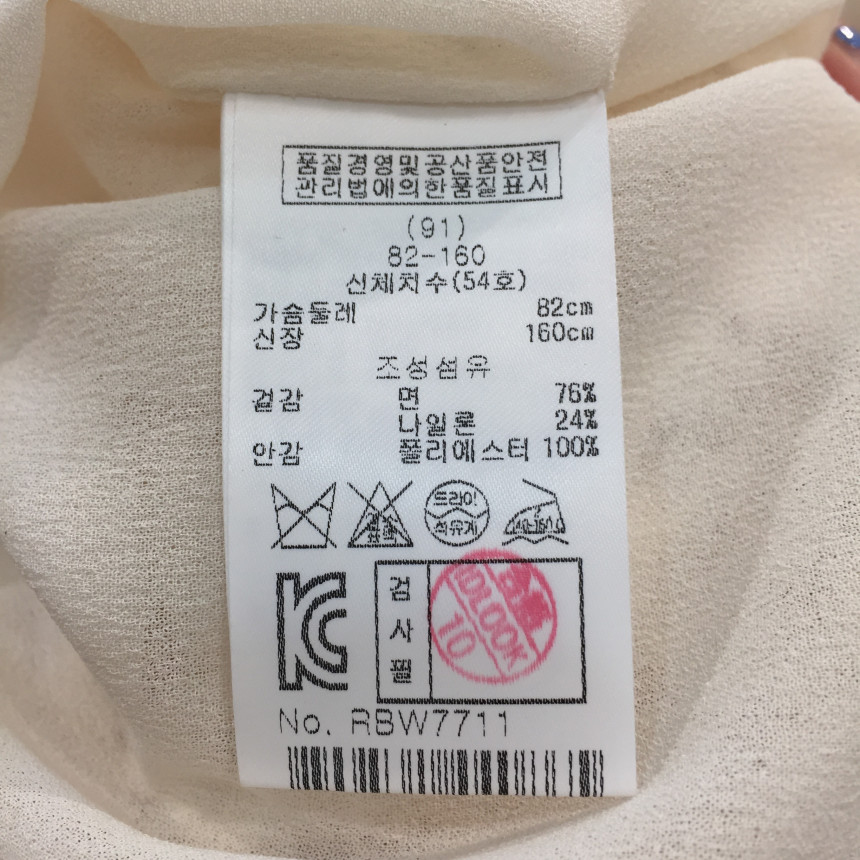 품질경영및공산품안전
관리법에의한품질표시
(91)
82-160
신체치수(54호)
가슴둘레 82cm
신장 160cm
조성섬유
겉감 면 76%
나일론 24%
안감 폴리에스터 100%
드라이
석유계
검사필
IDLOOK
10
No. RBW7711